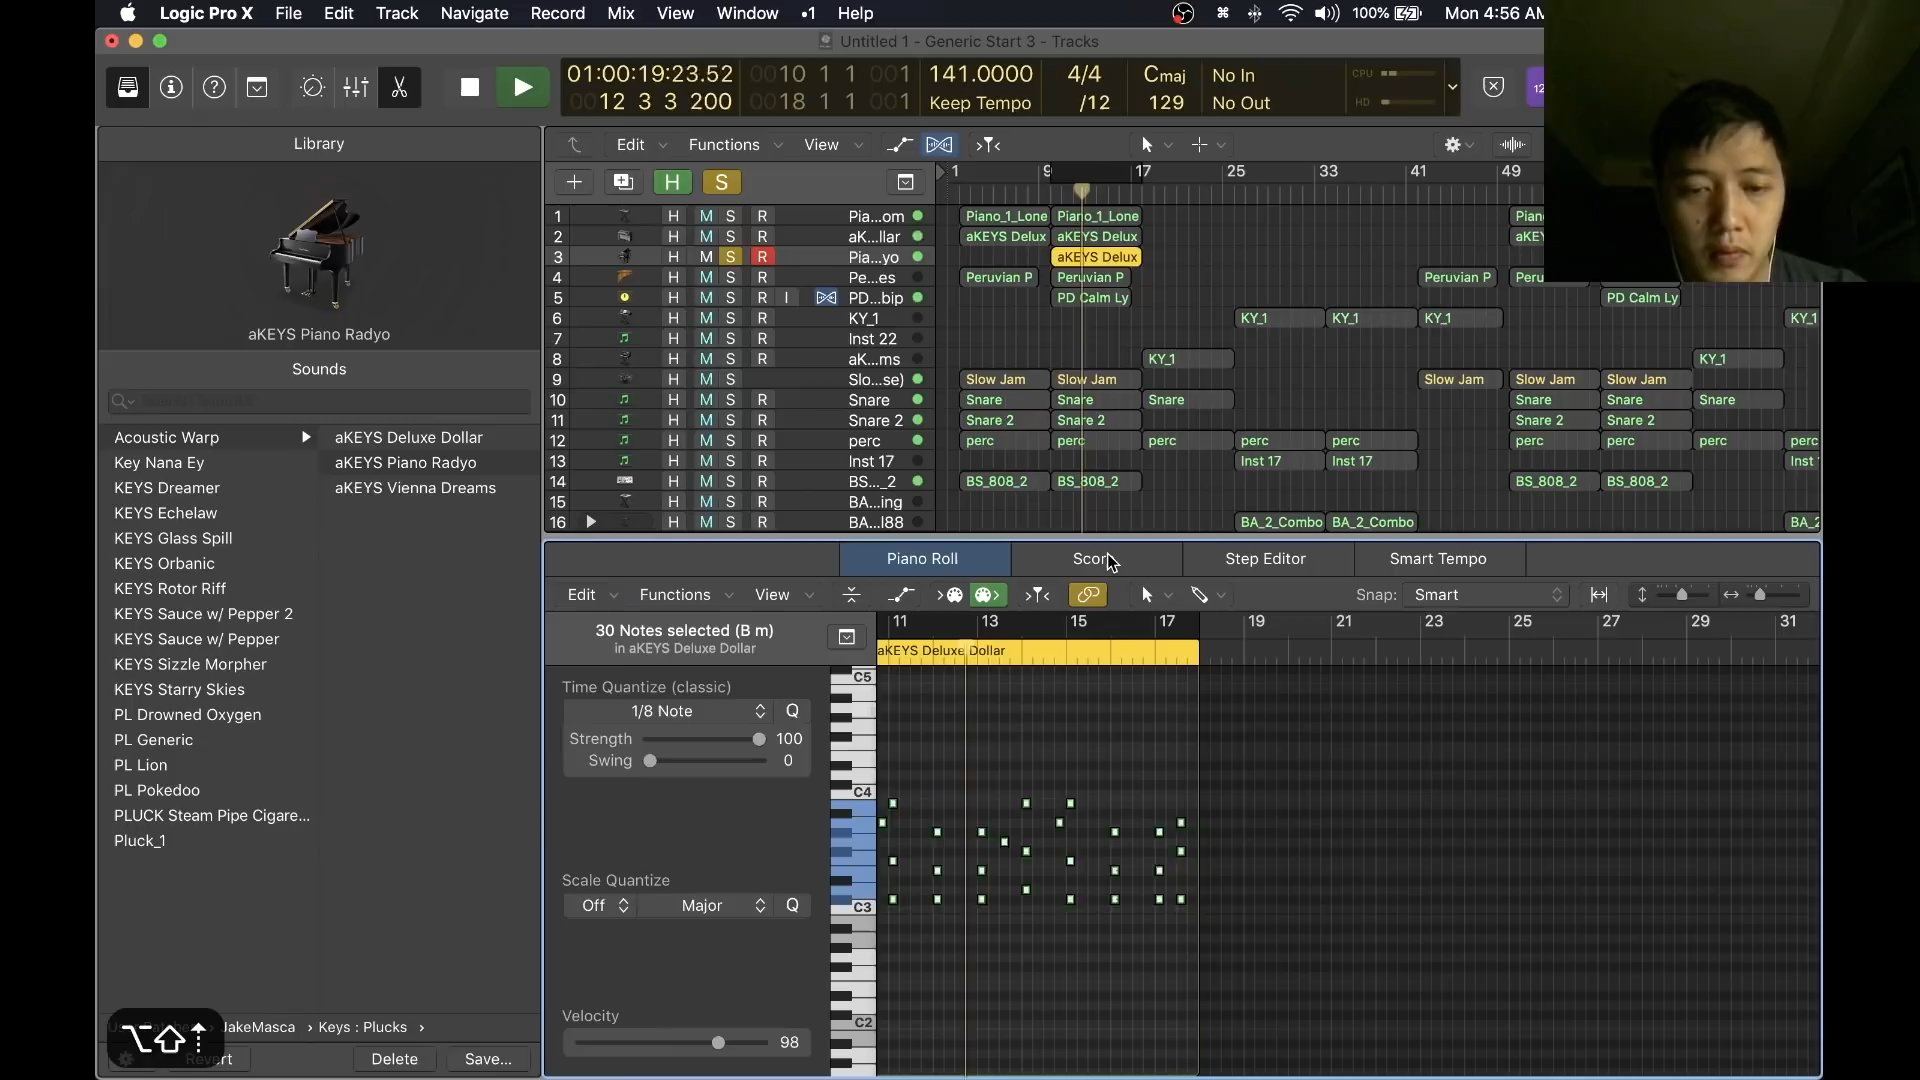 Logic Pro X File Edit Track Navigate Record Mix View Window •1 Help 100% Mon 4:56 AM
Untitled 1 - Generic Start 3 - Tracks
01:00:19:23.52 0010 1 1 001 141.0000 4/4 Cmaj No In CPU
0012 3 3 200 0018 1 1 001 Keep Tempo /12 129 No Out HD
Library
Edit Functions View
H S
1 9 17 25 33 41 49
1 H M S R Pia...om Piano_1_Lone Piano_1_Lone Pian
2 H M S R aK...llar aKEYS Delux aKEYS Delux aKE
3 H M S R Pia...yo aKEYS Delux
4 H M S R Pe...es Peruvian P Peruvian P Peruvian P Peru
5 H M S R I PD...bip PD Calm Ly PD Calm Ly
6 H M S R KY_1 KY_1 KY_1 KY_1 KY_1
7 H M S R Inst 22
8 H M S R aK...ms KY_1 KY_1
9 H M S Slo...se) Slow Jam Slow Jam Slow Jam Slow Jam Slow Jam
10 H M S R Snare Snare Snare Snare Snare Snare Snare
11 H M S R Snare 2 Snare 2 Snare 2 Snare 2 Snare 2
12 H M S R perc perc perc perc perc perc perc perc perc perc
13 H M S R Inst 17 Inst 17 Inst 17 Inst
14 H M S R BS..._2 BS_808_2 BS_808_2 BS_808_2 BS_808_2
15 H M S R BA...ing
16 H M S R BA...l88 BA_2_Combo BA_2_Combo BA_2
aKEYS Piano Radyo
Sounds
Acoustic Warp aKEYS Deluxe Dollar
Key Nana Ey aKEYS Piano Radyo
KEYS Dreamer aKEYS Vienna Dreams
KEYS Echelaw
KEYS Glass Spill
KEYS Orbanic
KEYS Rotor Riff
KEYS Sauce w/ Pepper 2
KEYS Sauce w/ Pepper
KEYS Sizzle Morpher
KEYS Starry Skies
PL Drowned Oxygen
PL Generic
PL Lion
PL Pokedoo
PLUCK Steam Pipe Cigare...
Pluck_1
JakeMasca Keys : Plucks
Delete Save...
Piano Roll Step Editor Smart Tempo
Edit Functions View Snap: Smart
30 Notes selected (B m)
in aKEYS Deluxe Dollar
11 13 15 17 19 21 23 25 27 29 31
aKEYS Deluxe Dollar
Time Quantize (classic)
1/8 Note Q
Strength 100
Swing 0
Scale Quantize
Off Major Q
Velocity
98
C5
C4
C3
C2